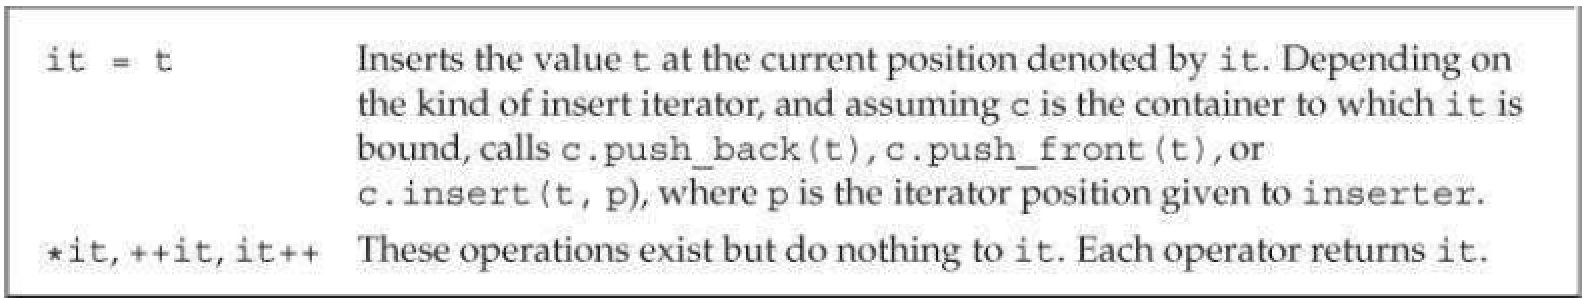 it = t Inserts the value t at the current position denoted by it. Depending on
the kind of insert iterator, and assuming c is the container to which it is
bound, calls c.push_back(t), c.push_front(t), or
c.insert(t, p), where p is the iterator position given to inserter.
*it, ++it, it++ These operations exist but do nothing to it. Each operator returns it.